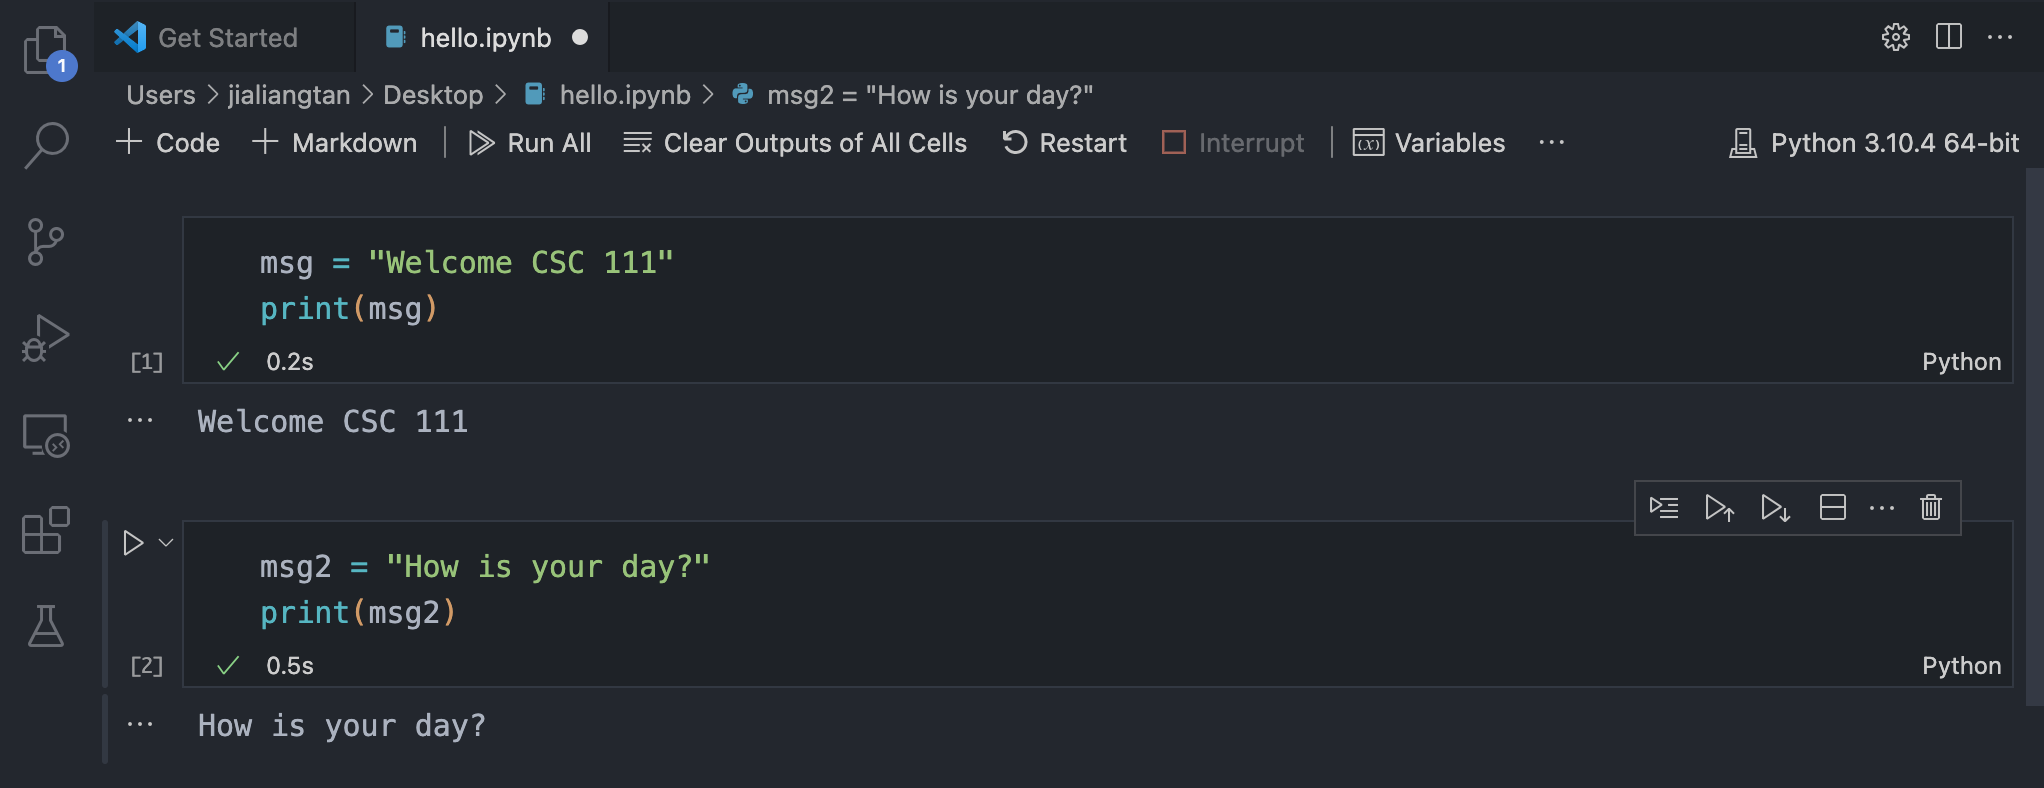 1
Get Started
hello.ipynb
Users > jialiangtan > Desktop > hello.ipynb > msg2 = "How is your day?"
+ Code + Markdown | Run All Clear Outputs of All Cells Restart Interrupt | (x) Variables ··· Python 3.10.4 64-bit
msg = "Welcome CSC 111"
print(msg)
[1] ✓ 0.2s Python
··· Welcome CSC 111
msg2 = "How is your day?"
print(msg2)
[2] ✓ 0.5s Python
··· How is your day?